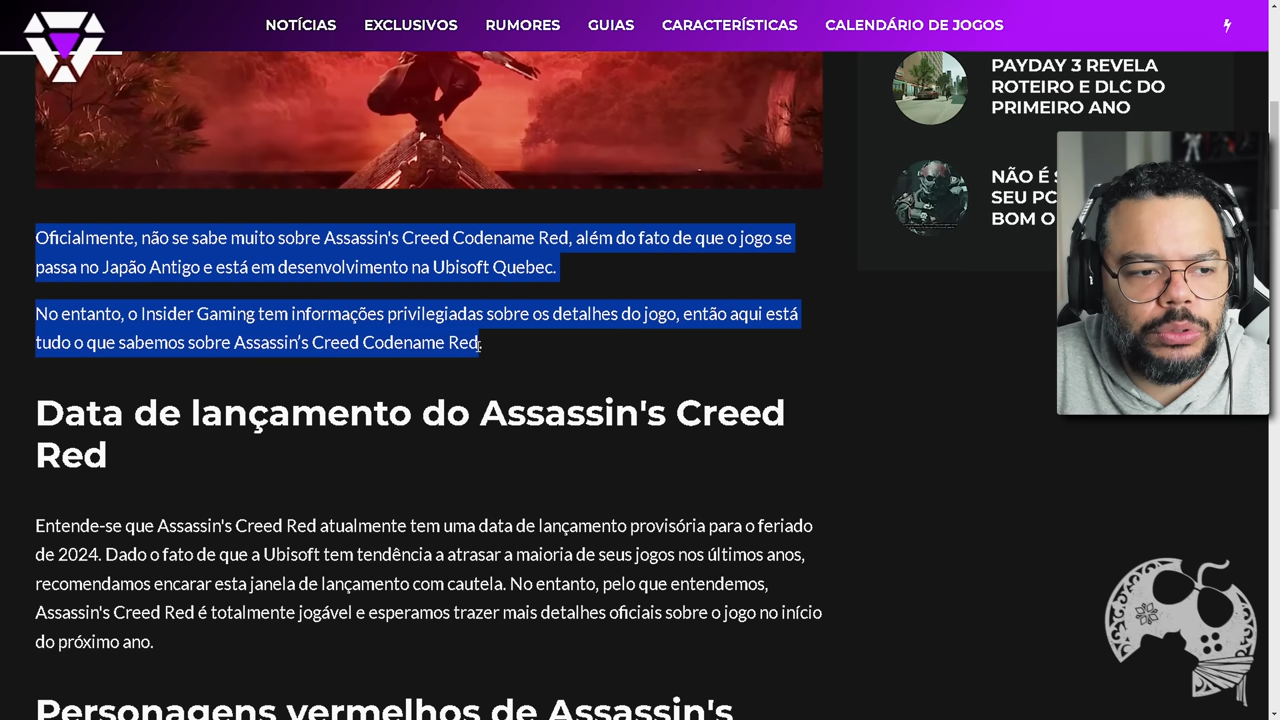 NOTÍCIAS EXCLUSIVOS RUMORES GUIAS CARACTERÍSTICAS CALENDÁRIO DE JOGOS
PAYDAY 3 REVELA
ROTEIRO E DLC DO
PRIMEIRO ANO
NÃO É
SEU PC
BOM O
Oficialmente, não se sabe muito sobre Assassin's Creed Codename Red, além do fato de que o jogo se
passa no Japão Antigo e está em desenvolvimento na Ubisoft Quebec.
No entanto, o Insider Gaming tem informações privilegiadas sobre os detalhes do jogo, então aqui está
tudo o que sabemos sobre Assassin’s Creed Codename Red.
Data de lançamento do Assassin's Creed
Red
Entende-se que Assassin's Creed Red atualmente tem uma data de lançamento provisória para o feriado
de 2024. Dado o fato de que a Ubisoft tem tendência a atrasar a maioria de seus jogos nos últimos anos,
recomendamos encarar esta janela de lançamento com cautela. No entanto, pelo que entendemos,
Assassin's Creed Red é totalmente jogável e esperamos trazer mais detalhes oficiais sobre o jogo no início
do próximo ano.
Personagens vermelhos de Assassin's